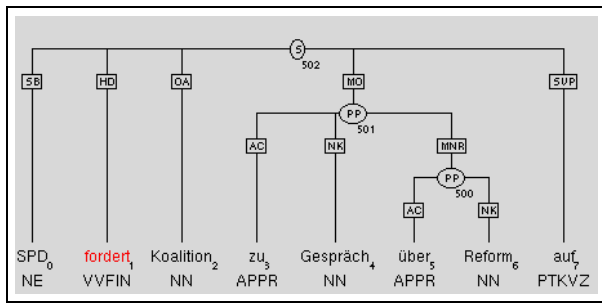 S 502
SB HD OA MO SVP
PP 501
AC NK MNR
PP 500
AC NK
SPD0 fordert1 Koalition2 zu3 Gespräch4 über5 Reform6 auf7
NE VVFIN NN APPR NN APPR NN PTKVZ